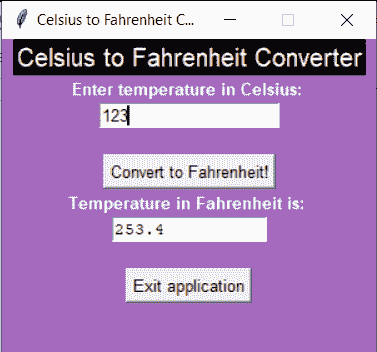 Celsius to Fahrenheit C...
Celsius to Fahrenheit Converter
Enter temperature in Celsius:
123
Convert to Fahrenheit!
Temperature in Fahrenheit is:
253.4
Exit application